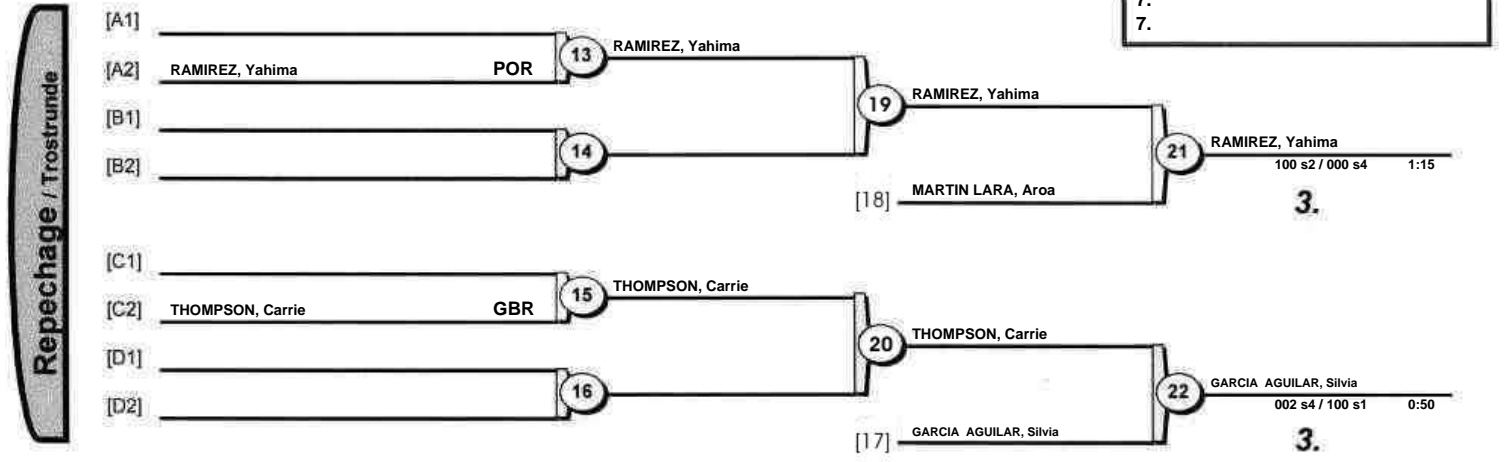 7.
7.
Repechage / Trostrunde
[A1]
[A2] RAMIREZ, Yahima POR
[B1]
[B2]
13 RAMIREZ, Yahima
14
19 RAMIREZ, Yahima
[18] MARTIN LARA, Aroa
21 RAMIREZ, Yahima
100 s2 / 000 s4 1:15
3.
[C1]
[C2] THOMPSON, Carrie GBR
[D1]
[D2]
15 THOMPSON, Carrie
16
20 THOMPSON, Carrie
[17] GARCIA AGUILAR, Silvia
22 GARCIA AGUILAR, Silvia
002 s4 / 100 s1 0:50
3.